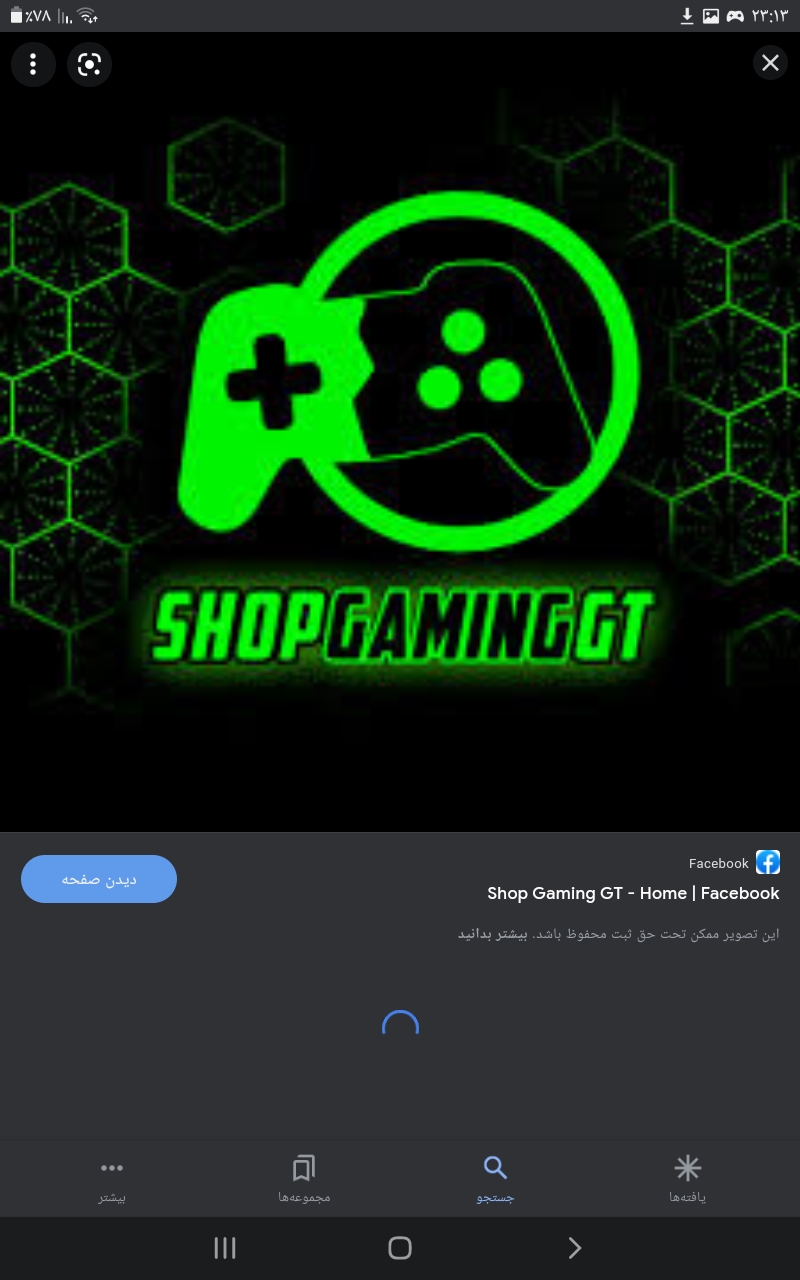 ٪۷۸
۲۳:۱۳
SHOPGAMINGGT
Facebook
Shop Gaming GT - Home | Facebook
دیدن صفحه
این تصویر ممکن تحت حق ثبت محفوظ باشد. بیشتر بدانید
یافته‌ها
جستجو
مجموعه‌ها
بیشتر